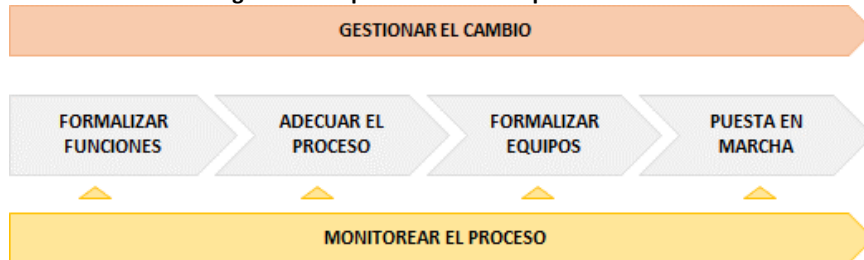 GESTIONAR EL CAMBIO
FORMALIZAR
FUNCIONES
ADECUAR EL
PROCESO
FORMALIZAR
EQUIPOS
PUESTA EN
MARCHA
MONITOREAR EL PROCESO